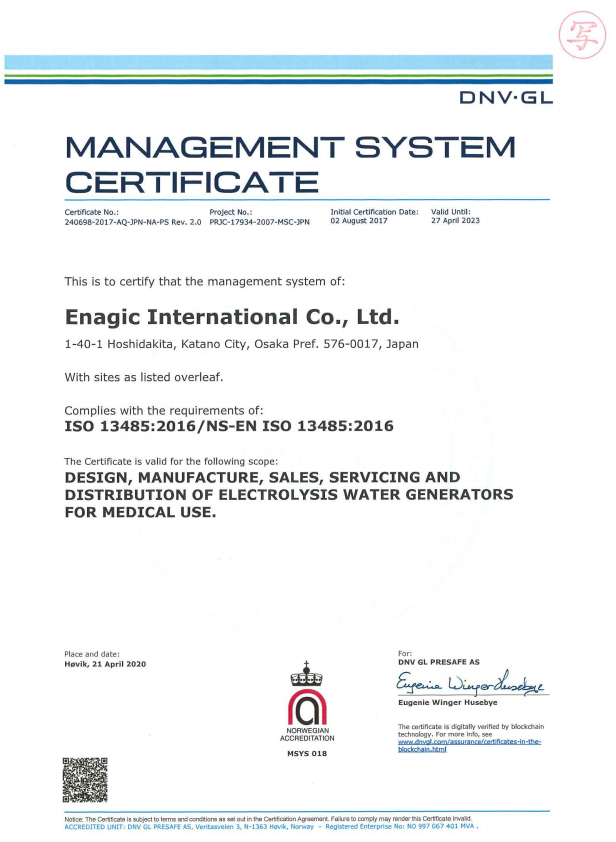 写
DNV·GL
MANAGEMENT SYSTEM
CERTIFICATE
Certificate No.:
240698-2017-AQ-JPN-NA-PS Rev. 2.0
Project No.:
PRJC-17934-2007-MSC-JPN
Initial Certification Date:
02 August 2017
Valid Until:
27 April 2023
This is to certify that the management system of:
Enagic International Co., Ltd.
1-40-1 Hoshidakita, Katano City, Osaka Pref. 576-0017, Japan
With sites as listed overleaf.
Complies with the requirements of:
ISO 13485:2016/NS-EN ISO 13485:2016
The Certificate is valid for the following scope:
DESIGN, MANUFACTURE, SALES, SERVICING AND
DISTRIBUTION OF ELECTROLYSIS WATER GENERATORS
FOR MEDICAL USE.
Place and date:
Høvik, 21 April 2020
NORWEGIAN
ACCREDITATION
MSYS 018
For:
DNV GL PRESAFE AS
Eugenie Winger Husebye
Eugenie Winger Husebye
The certificate is digitally verified by blockchain
technology. For more info, see
www.dnvgl.com/assurance/certificates-in-the-
blockchain.html
Notice: The Certificate is subject to terms and conditions as set out in the Certification Agreement. Failure to comply may render this Certificate invalid.
ACCREDITED UNIT: DNV GL PRESAFE AS, Veritasveien 3, N-1363 Høvik, Norway - Registered Enterprise No: NO 997 067 401 MVA .